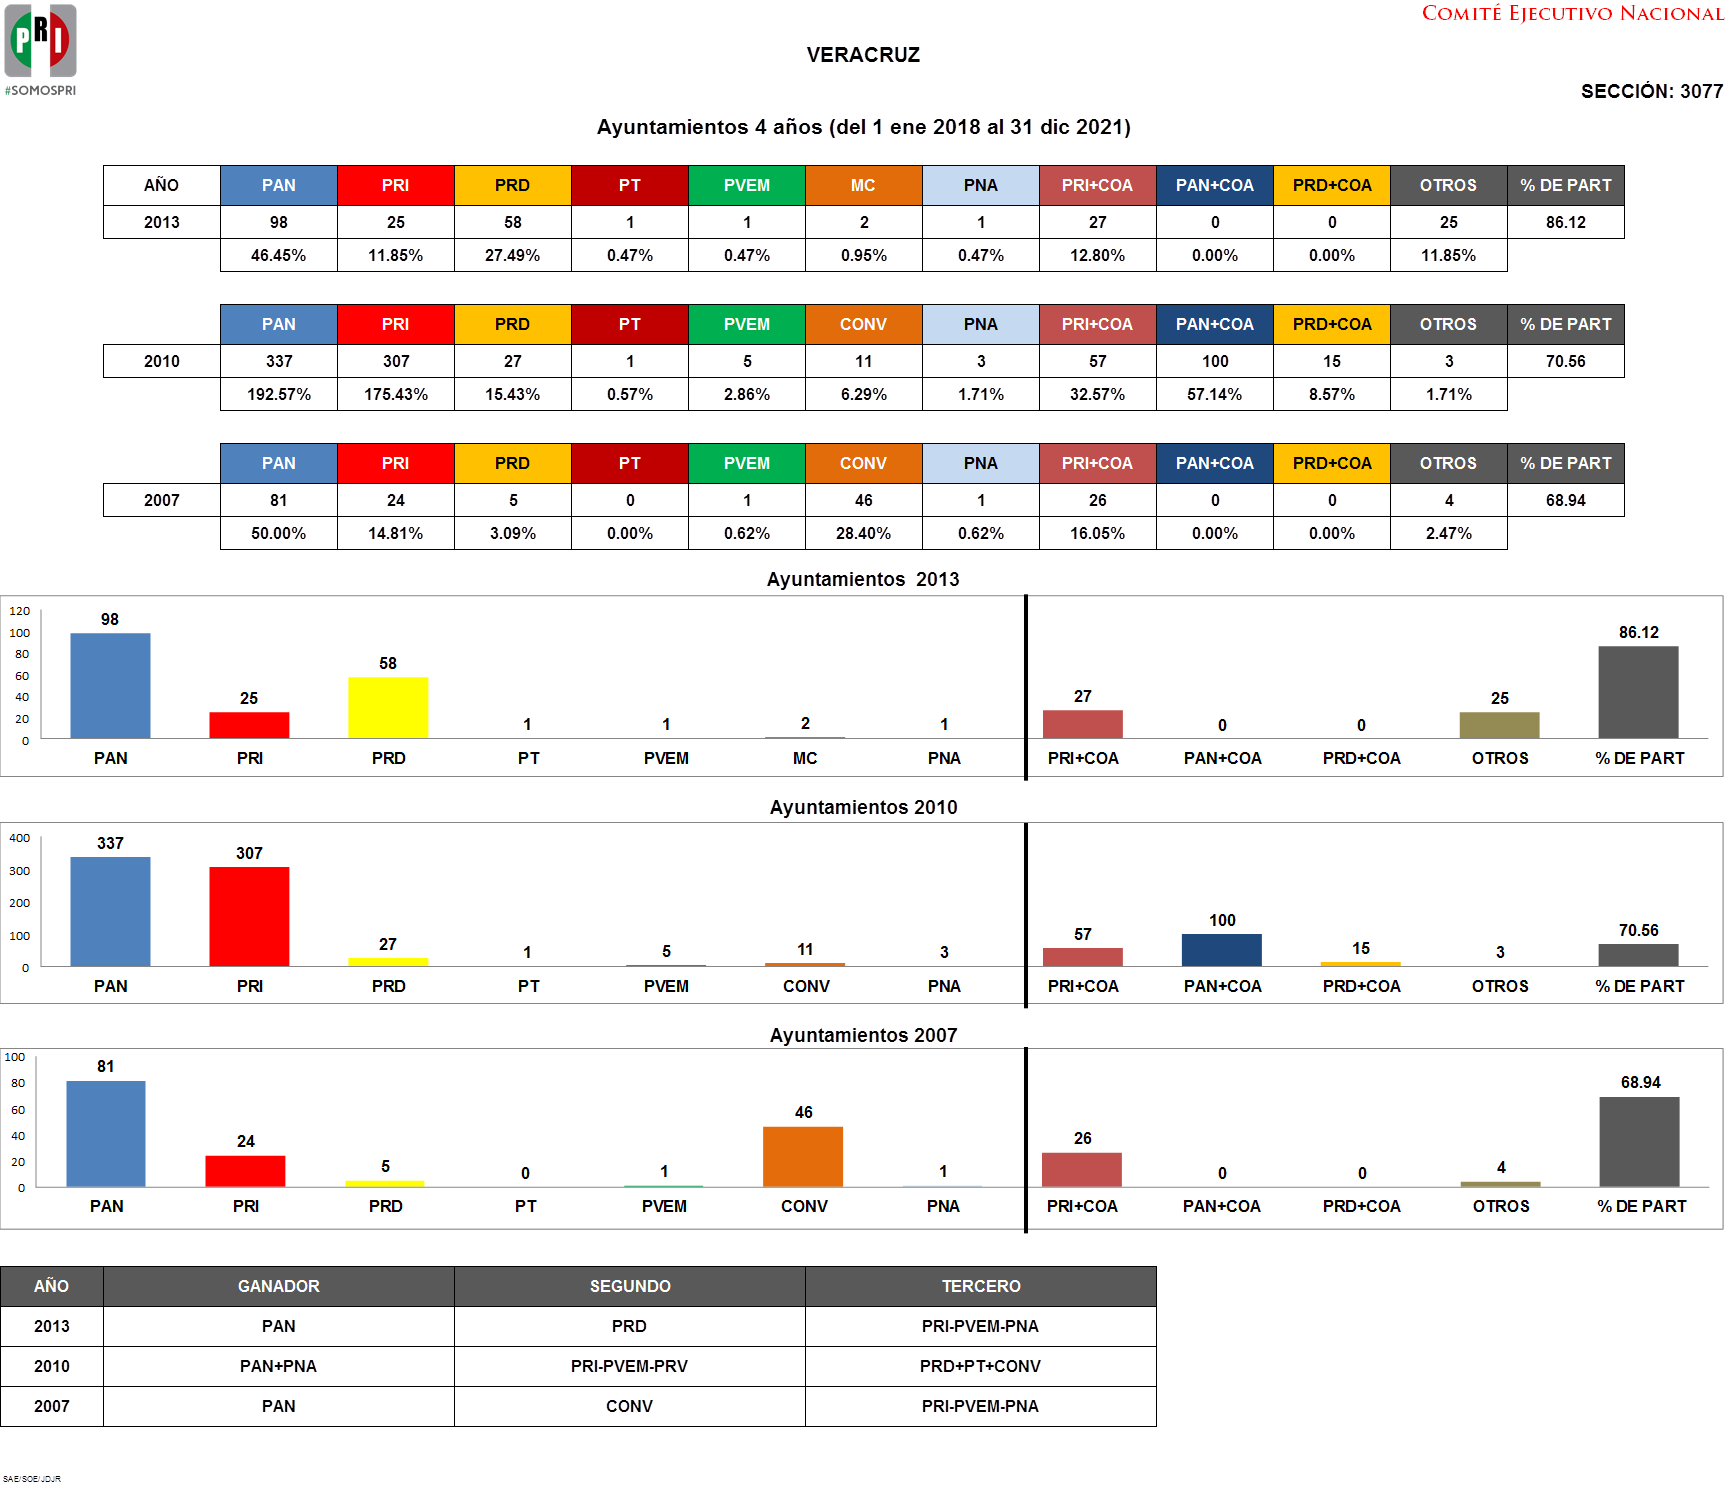 PRI
#SOMOSPRI
COMITÉ EJECUTIVO NACIONAL
VERACRUZ
SECCIÓN: 3077
Ayuntamientos 4 años (del 1 ene 2018 al 31 dic 2021)
AÑO PAN PRI PRD PT PVEM MC PNA PRI+COA PAN+COA PRD+COA OTROS % DE PART
2013 98 25 58 1 1 2 1 27 0 0 25 86.12
46.45% 11.85% 27.49% 0.47% 0.47% 0.95% 0.47% 12.80% 0.00% 0.00% 11.85%
PAN PRI PRD PT PVEM CONV PNA PRI+COA PAN+COA PRD+COA OTROS % DE PART
2010 337 307 27 1 5 11 3 57 100 15 3 70.56
192.57% 175.43% 15.43% 0.57% 2.86% 6.29% 1.71% 32.57% 57.14% 8.57% 1.71%
PAN PRI PRD PT PVEM CONV PNA PRI+COA PAN+COA PRD+COA OTROS % DE PART
2007 81 24 5 0 1 46 1 26 0 0 4 68.94
50.00% 14.81% 3.09% 0.00% 0.62% 28.40% 0.62% 16.05% 0.00% 0.00% 2.47%
Ayuntamientos 2013
120
100
80
60
40
20
0
98 25 58 1 1 2 1 27 0 0 25 86.12
PAN PRI PRD PT PVEM MC PNA PRI+COA PAN+COA PRD+COA OTROS % DE PART
Ayuntamientos 2010
400
300
200
100
0
337 307 27 1 5 11 3 57 100 15 3 70.56
PAN PRI PRD PT PVEM CONV PNA PRI+COA PAN+COA PRD+COA OTROS % DE PART
Ayuntamientos 2007
100
80
60
40
20
0
81 24 5 0 1 46 1 26 0 0 4 68.94
PAN PRI PRD PT PVEM CONV PNA PRI+COA PAN+COA PRD+COA OTROS % DE PART
AÑO GANADOR SEGUNDO TERCERO
2013 PAN PRD PRI-PVEM-PNA
2010 PAN+PNA PRI-PVEM-PRV PRD+PT+CONV
2007 PAN CONV PRI-PVEM-PNA
SAE/SOE/JDJR